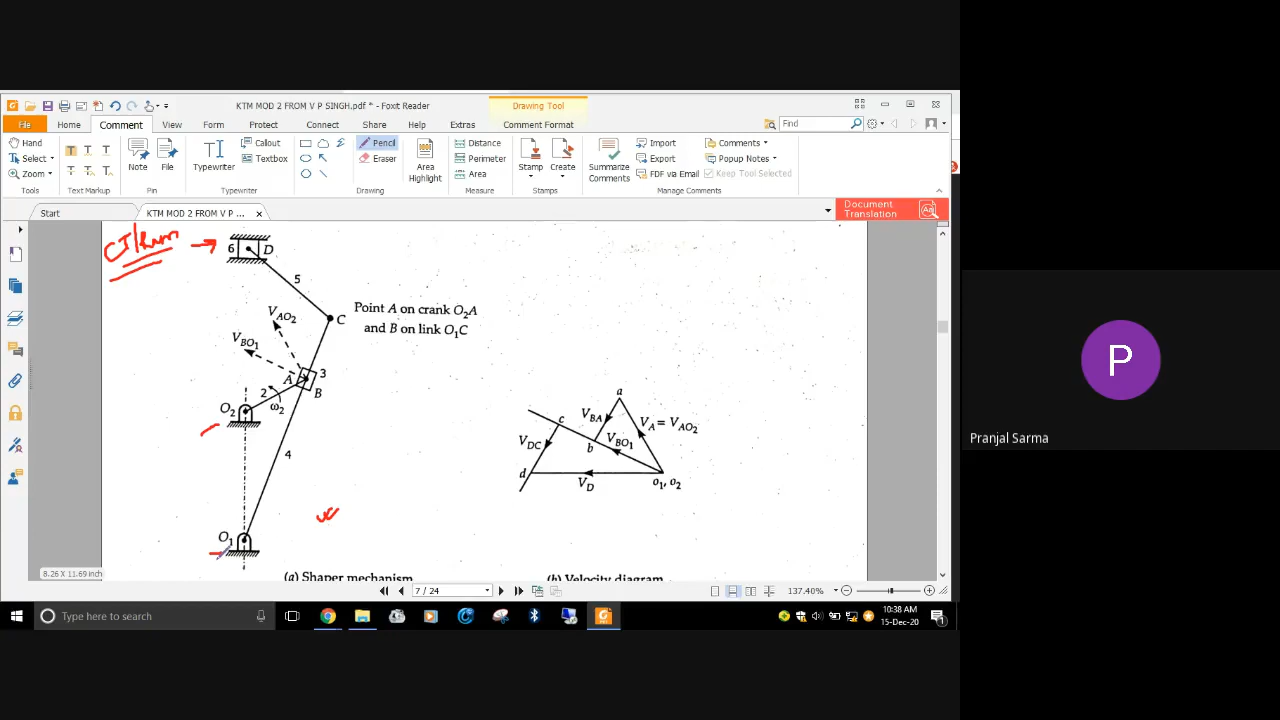 KTM MOD 2 FROM V P SINGH.pdf * - Foxit Reader
Drawing Tool
File Home Comment View Form Protect Connect Share Help Extras Comment Format Find
Hand
Select
Zoom
Tools
T T T
T T T
Text Markup
Note File
Pin
Typewriter
Callout
Textbox
Typewriter
Pencil
Eraser
Drawing
Area Highlight
Distance
Perimeter
Area
Measure
Stamp Create
Stamps
Summarize Comments
Import
Export
FDF via Email
Comments
Popup Notes
Keep Tool Selected
Manage Comments
Start
KTM MOD 2 FROM V P ...
Document Translation
6 D
5
C
Point A on crank O2A
and B on link O1C
VAO2
VBO1
A 3
B
2
ω2
O2
4
O1
(a) Shaper mechanism
a
c
VBA
VA = VAO2
VDC
VBO1
b
d
VD
o1, o2
(b) Velocity diagram
8.26 X 11.69 inch
7 / 24
137.40%
Type here to search
10:38 AM
15-Dec-20
1
P
Pranjal Sarma